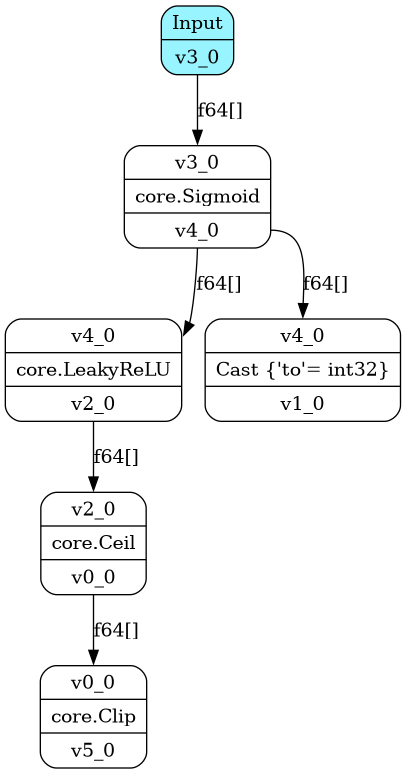 Input
v3_0
f64[]
v3_0
core.Sigmoid
v4_0
f64[]
f64[]
v4_0
core.LeakyReLU
v2_0
v4_0
Cast {'to'= int32}
v1_0
f64[]
v2_0
core.Ceil
v0_0
f64[]
v0_0
core.Clip
v5_0